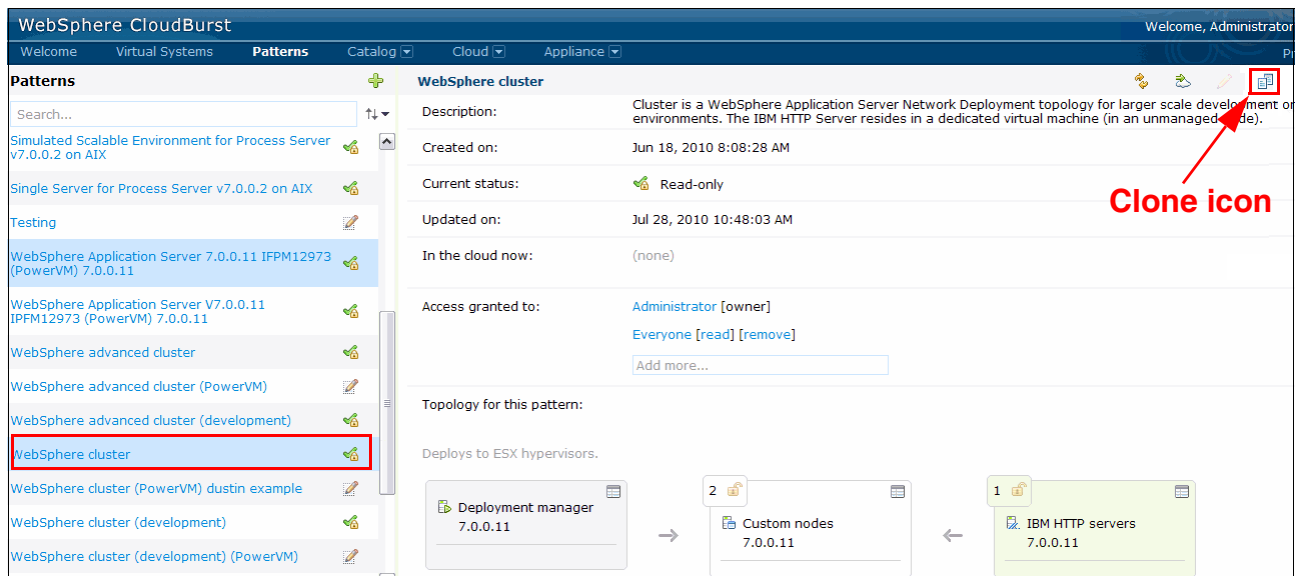 WebSphere CloudBurst
Welcome, Administrator
Welcome Virtual Systems Patterns Catalog Cloud Appliance
Patterns
Search...
Simulated Scalable Environment for Process Server
v7.0.0.2 on AIX
Single Server for Process Server v7.0.0.2 on AIX
Testing
WebSphere Application Server 7.0.0.11 IFPM12973
(PowerVM) 7.0.0.11
WebSphere Application Server V7.0.0.11
IPFM12973 (PowerVM) 7.0.0.11
WebSphere advanced cluster
WebSphere advanced cluster (PowerVM)
WebSphere advanced cluster (development)
WebSphere cluster
WebSphere cluster (PowerVM) dustin example
WebSphere cluster (development)
WebSphere cluster (development) (PowerVM)
WebSphere cluster
Description:
Cluster is a WebSphere Application Server Network Deployment topology for larger scale development or
environments. The IBM HTTP Server resides in a dedicated virtual machine (in an unmanaged node).
Created on:
Jun 18, 2010 8:08:28 AM
Current status:
Read-only
Clone icon
Updated on:
Jul 28, 2010 10:48:03 AM
In the cloud now:
(none)
Access granted to:
Administrator [owner]
Everyone [read] [remove]
Add more...
Topology for this pattern:
Deploys to ESX hypervisors.
Deployment manager
7.0.0.11
2
Custom nodes
7.0.0.11
1
IBM HTTP servers
7.0.0.11